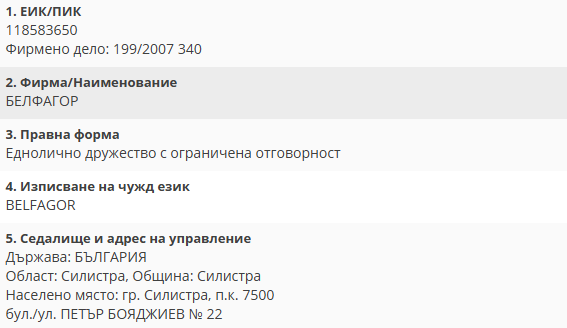 1. ЕИК/ПИК
118583650
Фирмено дело: 199/2007 340
2. Фирма/Наименование
БЕЛФАГОР
3. Правна форма
Еднолично дружество с ограничена отговорност
4. Изписване на чужд език
BELFAGOR
5. Седалище и адрес на управление
Държава: БЪЛГАРИЯ
Област: Силистра, Община: Силистра
Населено място: гр. Силистра, п.к. 7500
бул./ул. ПЕТЪР БОЯДЖИЕВ № 22